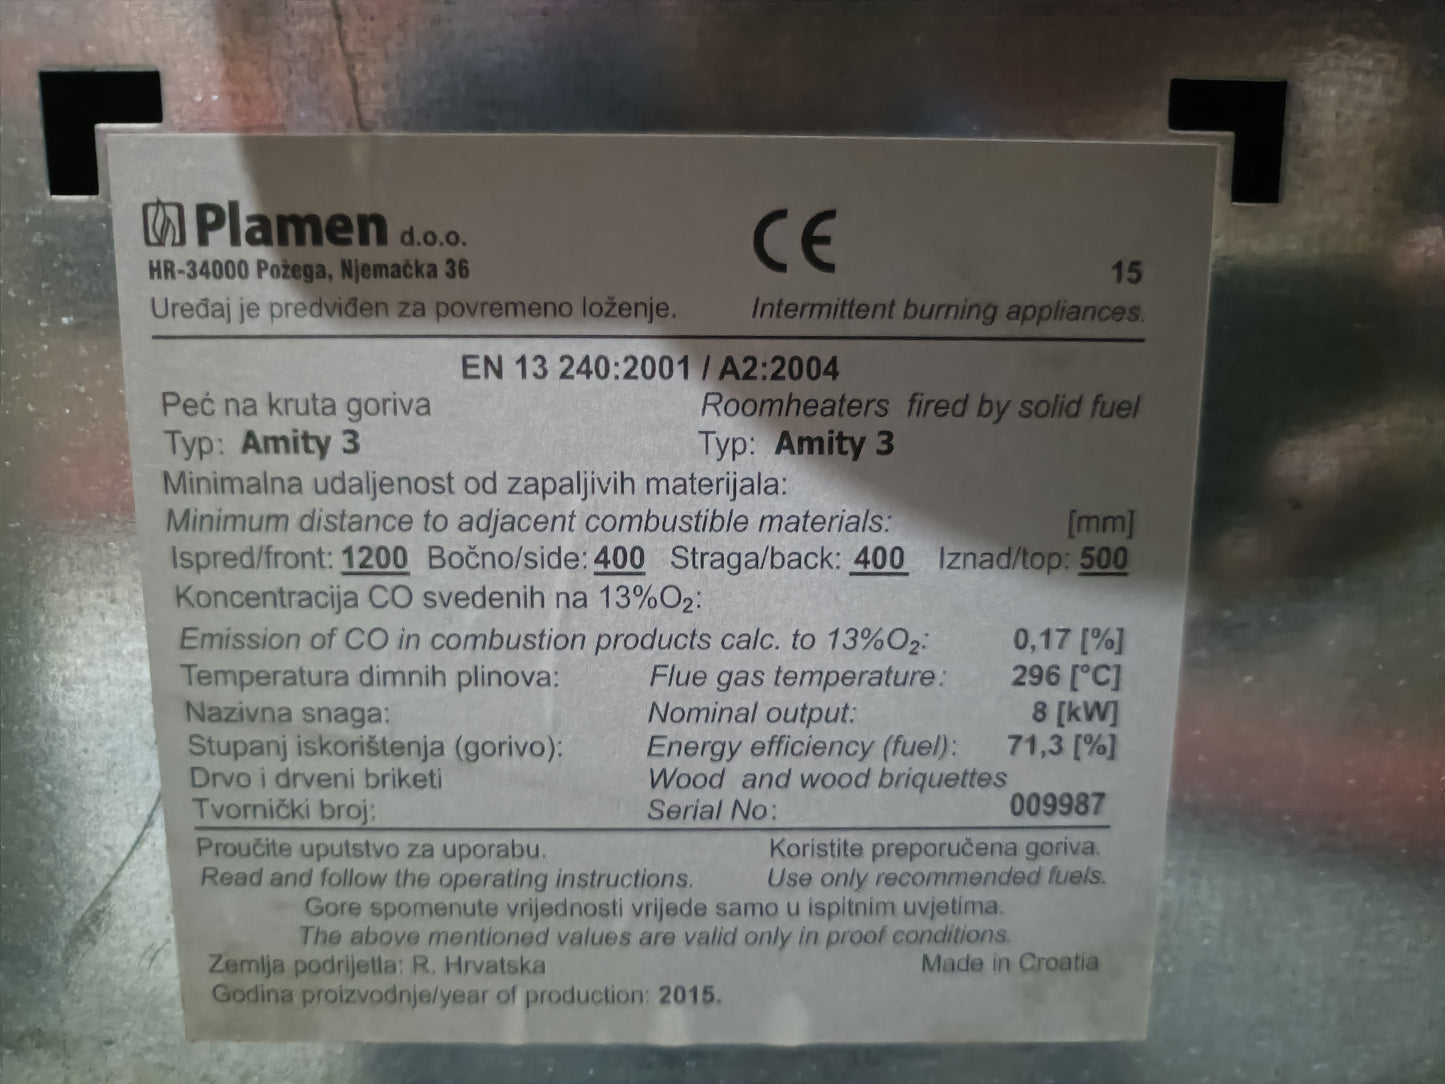 Plamen d.o.o.
HR-34000 Požega, Njemačka 36
CE
15
Uređaj je predviđen za povremeno loženje. Intermittent burning appliances.
EN 13 240:2001 / A2:2004
Peć na kruta goriva Roomheaters fired by solid fuel
Typ: Amity 3 Typ: Amity 3
Minimalna udaljenost od zapaljivih materijala:
Minimum distance to adjacent combustible materials: [mm]
Ispred/front: 1200 Bočno/side: 400 Straga/back: 400 Iznad/top: 500
Koncentracija CO svedenih na 13%O₂:
Emission of CO in combustion products calc. to 13%O₂: 0,17 [%]
Temperatura dimnih plinova: Flue gas temperature: 296 [°C]
Nazivna snaga: Nominal output: 8 [kW]
Stupanj iskorištenja (gorivo): Energy efficiency (fuel): 71,3 [%]
Drvo i drveni briketi Wood and wood briquettes
Tvornički broj: Serial No: 009987
Proučite uputstvo za uporabu. Koristite preporučena goriva.
Read and follow the operating instructions. Use only recommended fuels.
Gore spomenute vrijednosti vrijede samo u ispitnim uvjetima.
The above mentioned values are valid only in proof conditions.
Zemlja podrijetla: R. Hrvatska Made in Croatia
Godina proizvodnje/year of production: 2015.